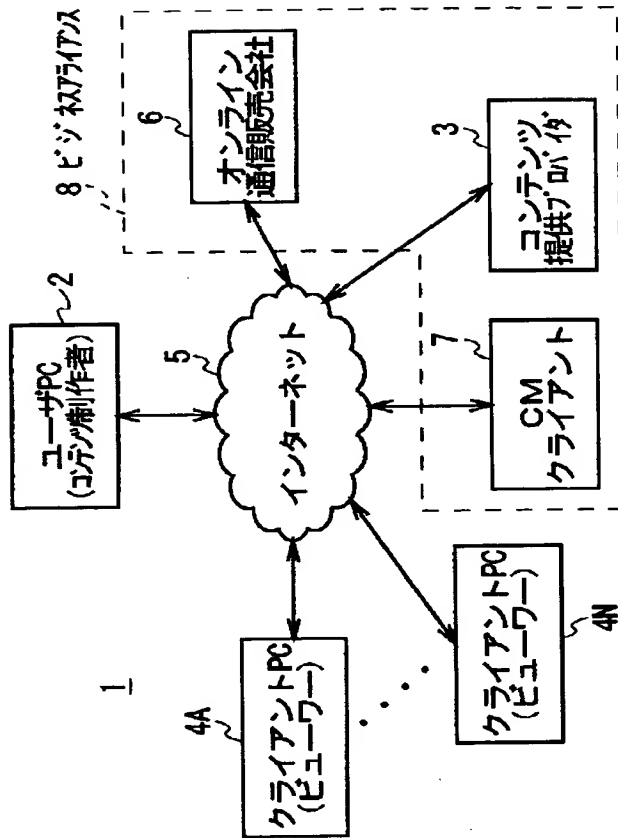 1
ユーザPC
(コンテンツ制作者)
2
8 ビジネスアライアンス
オンライン
通信販売会社
6
インターネット
5
4A
クライアントPC
(ビューワー)
クライアントPC
(ビューワー)
4N
CM
クライアント
7
コンテンツ
提供プロバイダ
3